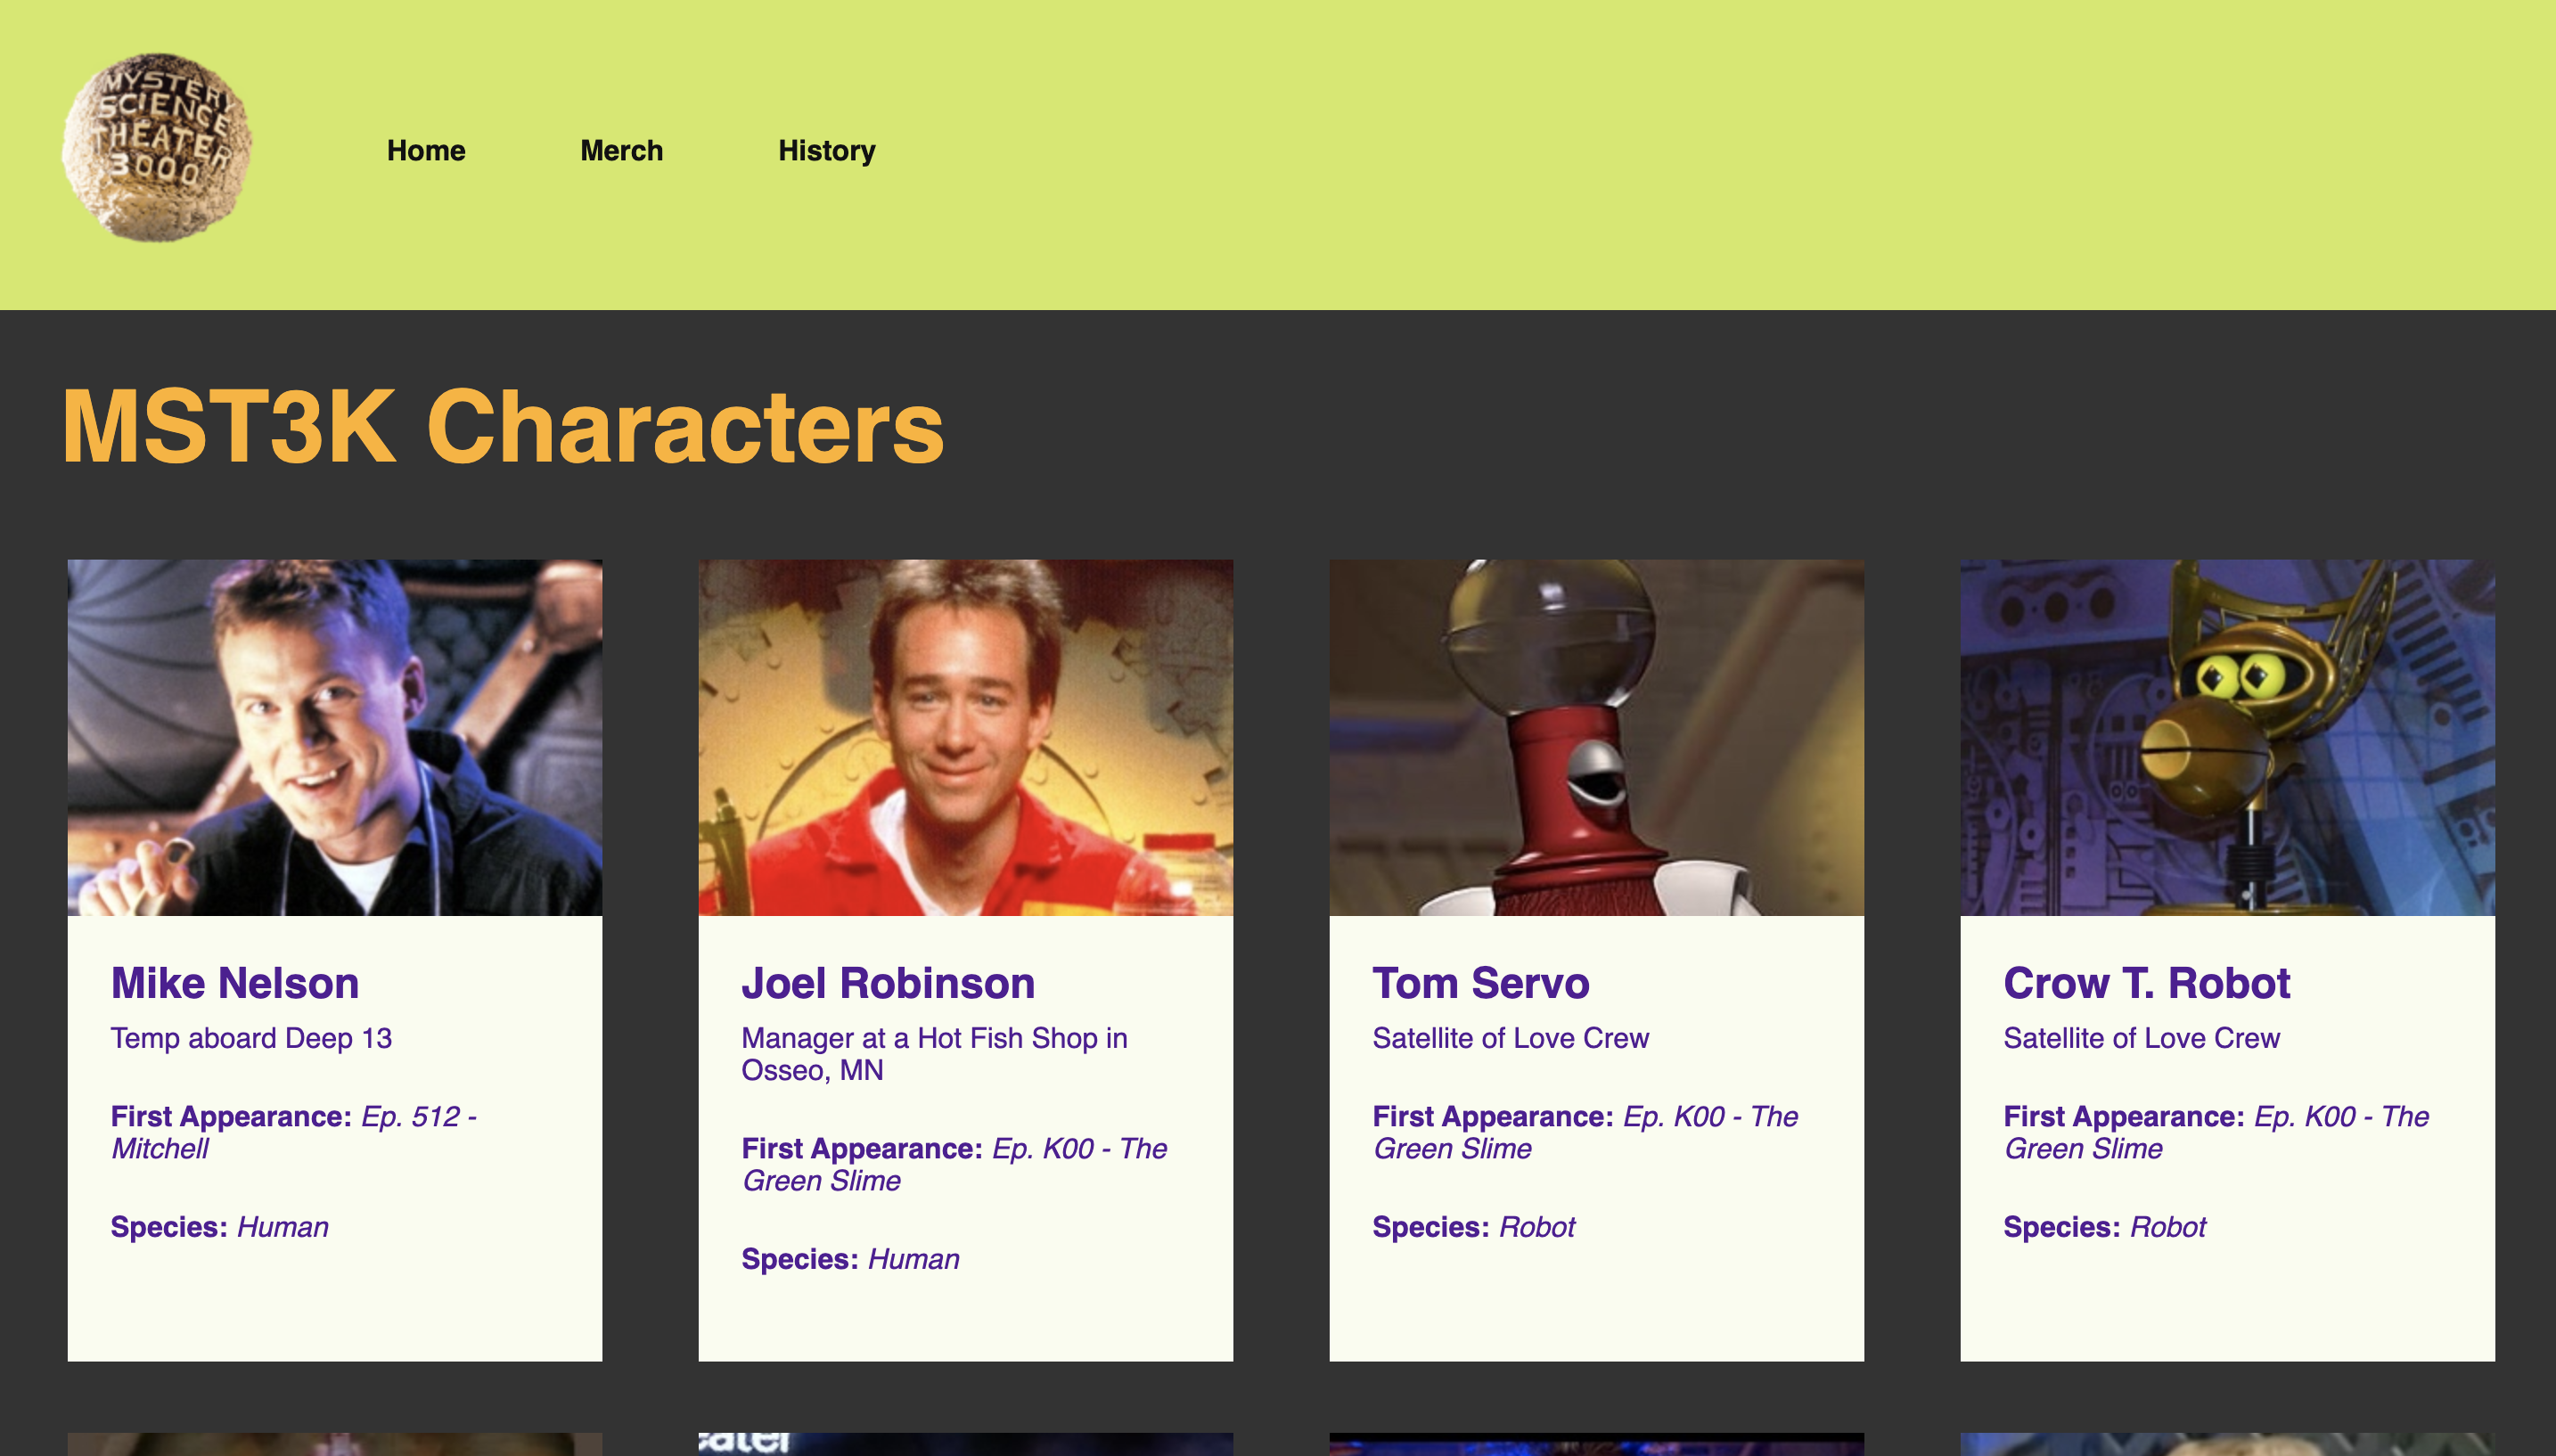 MYSTERY
SCIENCE
THEATER
3000
Home
Merch
History
MST3K Characters
Mike Nelson
Temp aboard Deep 13
First Appearance: Ep. 512 -
Mitchell
Species: Human
Joel Robinson
Manager at a Hot Fish Shop in
Osseo, MN
First Appearance: Ep. K00 - The
Green Slime
Species: Human
Tom Servo
Satellite of Love Crew
First Appearance: Ep. K00 - The
Green Slime
Species: Robot
Crow T. Robot
Satellite of Love Crew
First Appearance: Ep. K00 - The
Green Slime
Species: Robot